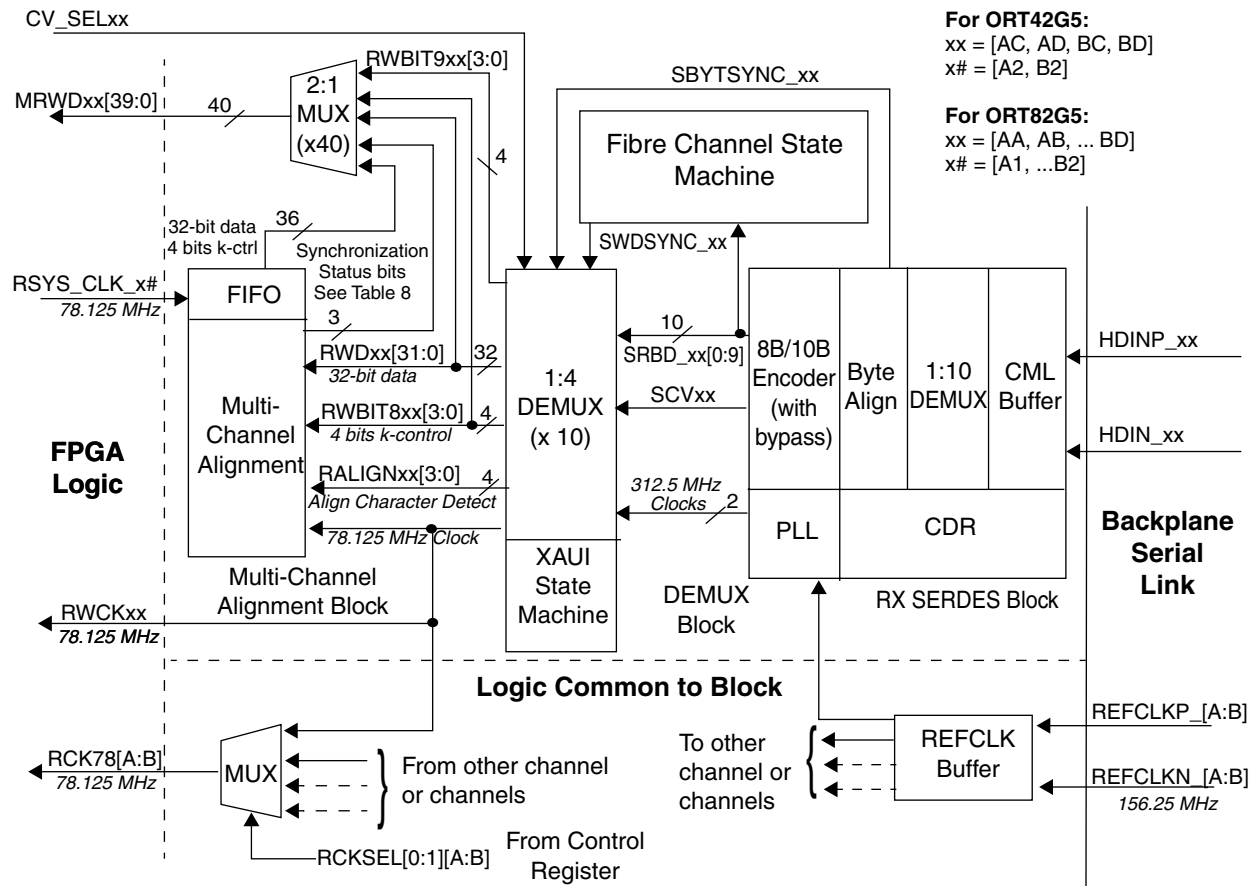 CV_SELxx
For ORT42G5:
xx = [AC, AD, BC, BD]
x# = [A2, B2]
For ORT82G5:
xx = [AA, AB, ... BD]
x# = [A1, ...B2]
RWBIT9xx[3:0]
SBYTSYNC_xx
MRWDxx[39:0]
40
2:1
MUX
(x40)
4
Fibre Channel State
Machine
32-bit data
4 bits k-ctrl
36
Synchronization
Status bits
See Table 8
SWDSYNC_xx
RSYS_CLK_x#
78.125 MHz
FIFO
3
RWDxx[31:0]
32
32-bit data
RWBIT8xx[3:0]
4
4 bits k-control
RALIGNxx[3:0]
4
Align Character Detect
78.125 MHz Clock
Multi-
Channel
Alignment
1:4
DEMUX
(x 10)
XAUI
State
Machine
10
SRBD_xx[0:9]
SCVxx
312.5 MHz
Clocks
2
8B/10B
Encoder
(with
bypass)
Byte
Align
1:10
DEMUX
CML
Buffer
PLL
CDR
HDINP_xx
HDIN_xx
FPGA
Logic
Backplane
Serial
Link
Multi-Channel
Alignment Block
DEMUX
Block
RX SERDES Block
RWCKxx
78.125 MHz
Logic Common to Block
RCK78[A:B]
78.125 MHz
MUX
From other channel
or channels
RCKSEL[0:1][A:B]
From Control
Register
To other
channel or
channels
REFCLK
Buffer
REFCLKP_[A:B]
REFCLKN_[A:B]
156.25 MHz